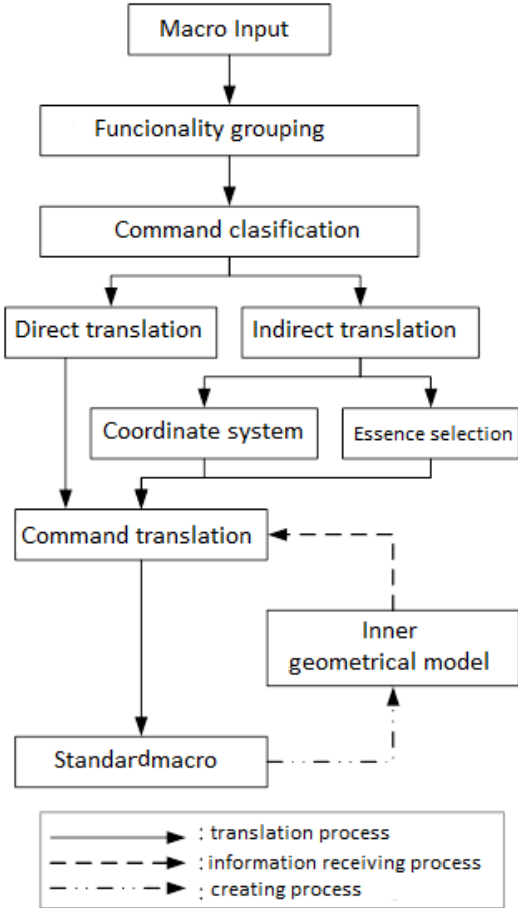 Macro Input
Funcionality grouping
Command clasification
Direct translation
Indirect translation
Coordinate system
Essence selection
Command translation
Inner
geometrical model
Standardmacro
: translation process
: information receiving process
: creating process